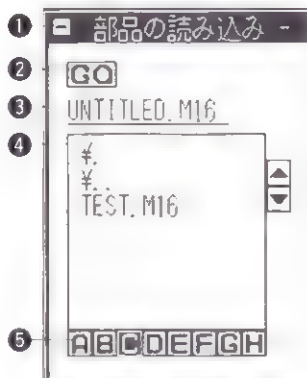 ❶ 部品の読み込み -
❷ GO
❸ UNTITLED.M16
❹ ¥.
¥..
TEST.M16
❺ ABCDEFGH